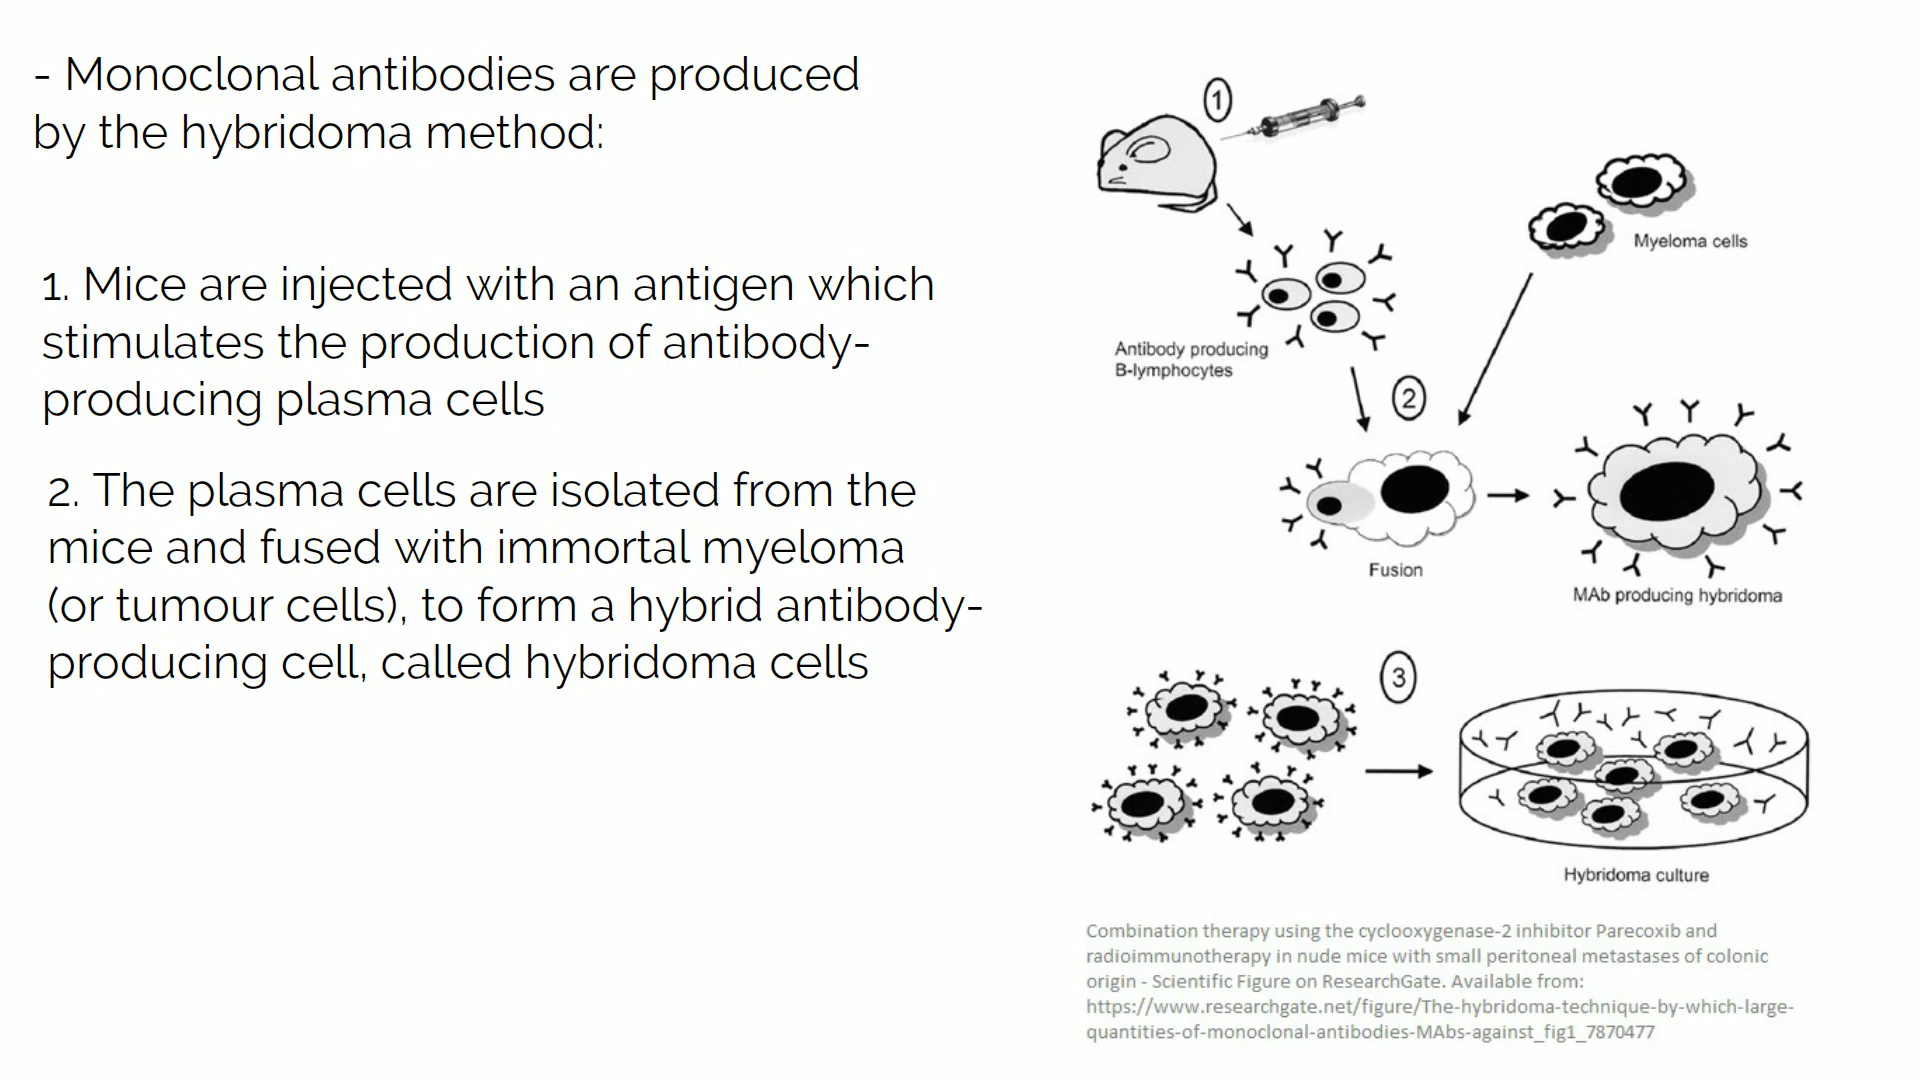 - Monoclonal antibodies are produced
by the hybridoma method:
1. Mice are injected with an antigen which
stimulates the production of antibody-
producing plasma cells
2. The plasma cells are isolated from the
mice and fused with immortal myeloma
(or tumour cells), to form a hybrid antibody-
producing cell, called hybridoma cells
1
Myeloma cells
Antibody producing
B-lymphocytes
2
Fusion
MAb producing hybridoma
3
Hybridoma culture
Combination therapy using the cyclooxygenase-2 inhibitor Parecoxib and
radioimmunotherapy in nude mice with small peritoneal metastases of colonic
origin - Scientific Figure on ResearchGate. Available from:
https://www.researchgate.net/figure/The-hybridoma-technique-by-which-large-
quantities-of-monoclonal-antibodies-MAbs-against_fig1_7870477